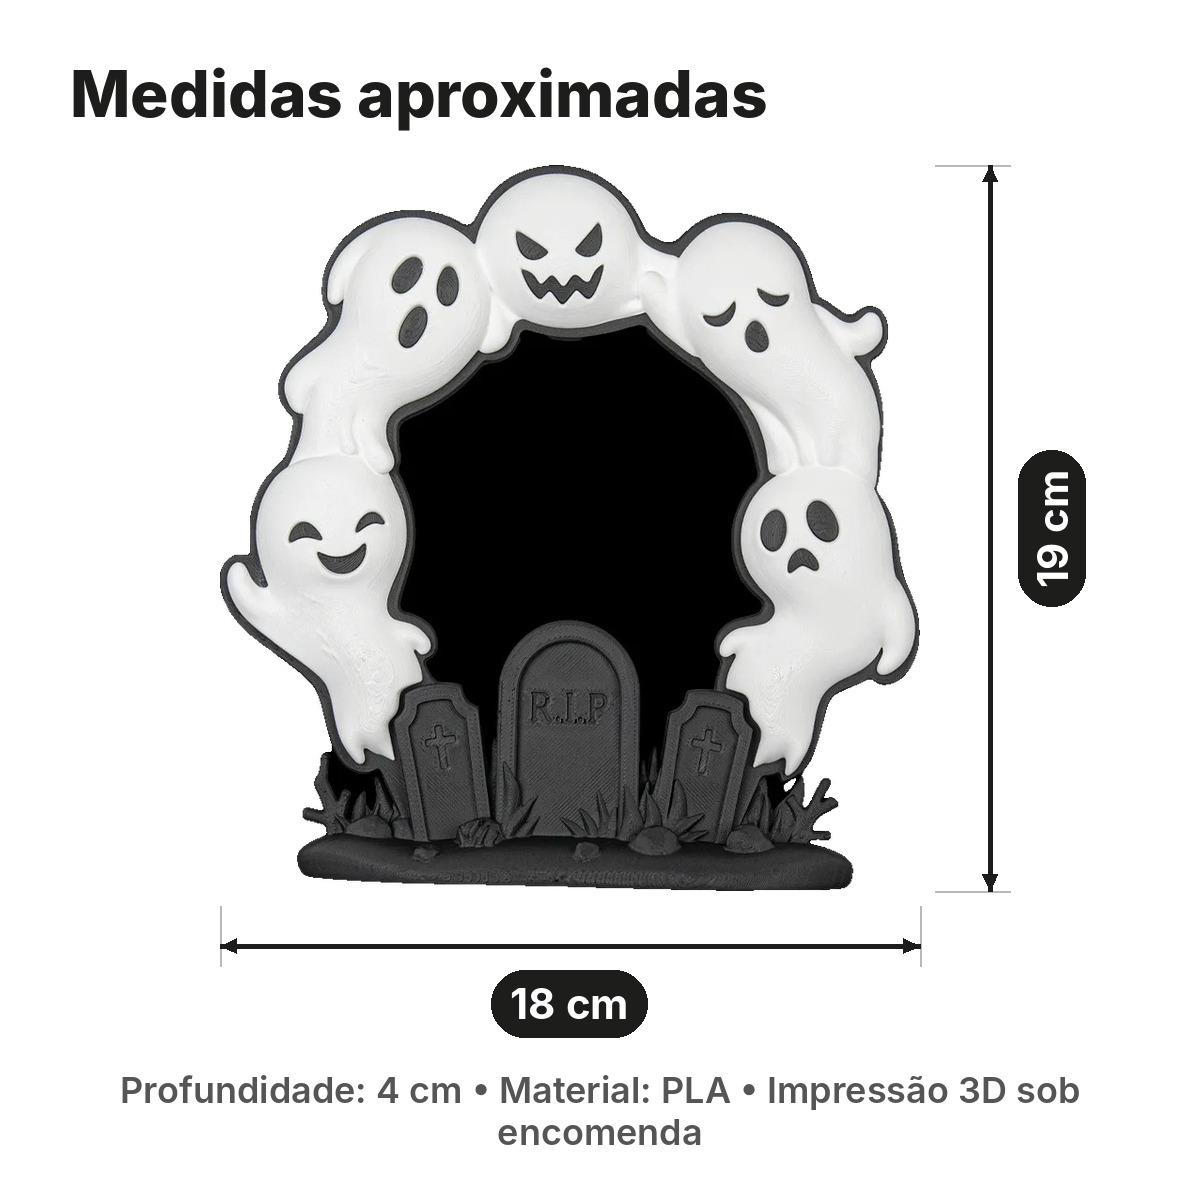 Medidas aproximadas
R.I.P
19 cm
18 cm
Profundidade: 4 cm • Material: PLA • Impressão 3D sob
encomenda